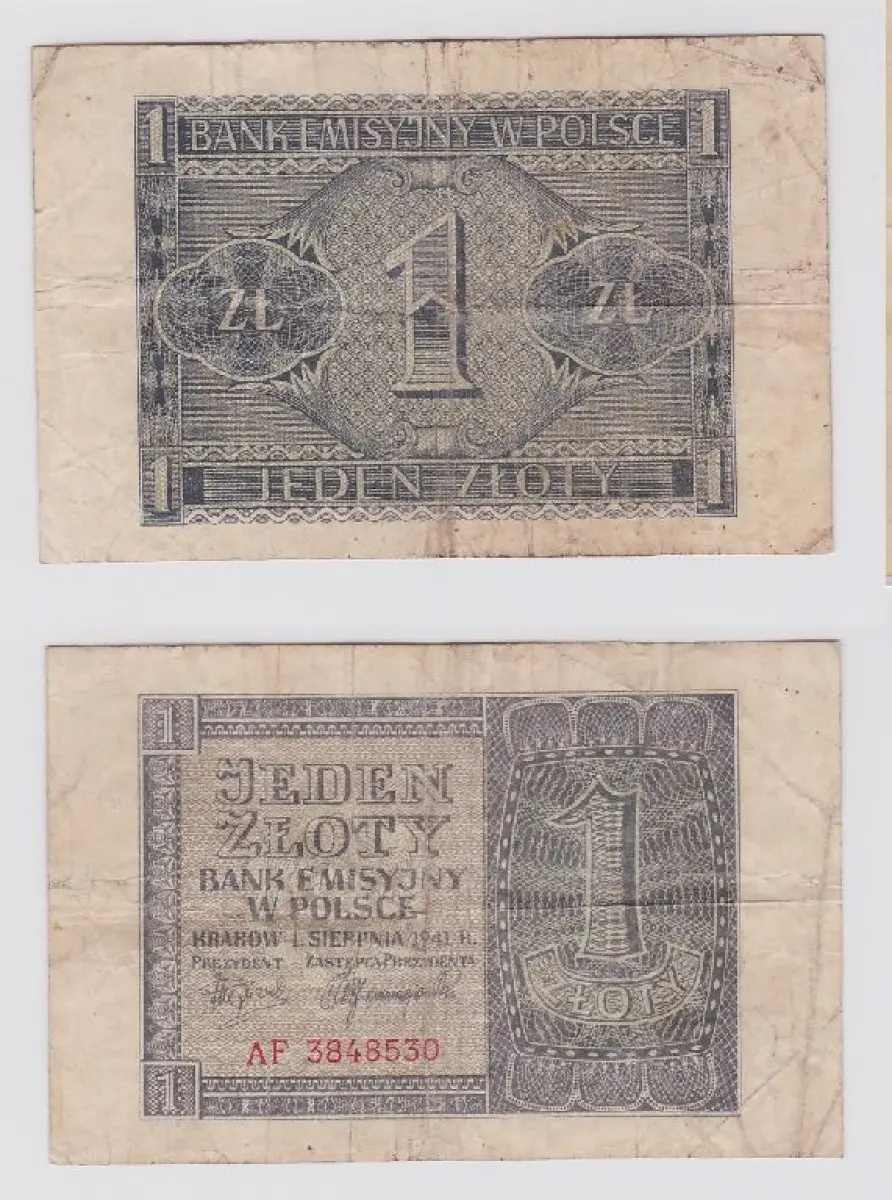 1 BANK EMISYJNY W POLSCE 1
1
ZŁ ZŁ
1 JEDEN ZŁOTY 1
1
JEDEN
ZŁOTY
BANK EMISYJNY
W POLSCE
KRAKÓW 1. SIERPNIA 1941 R.
PREZYDENT ZASTĘPCA PREZYDENTA
1
ZŁOTY
AF 3848530
1